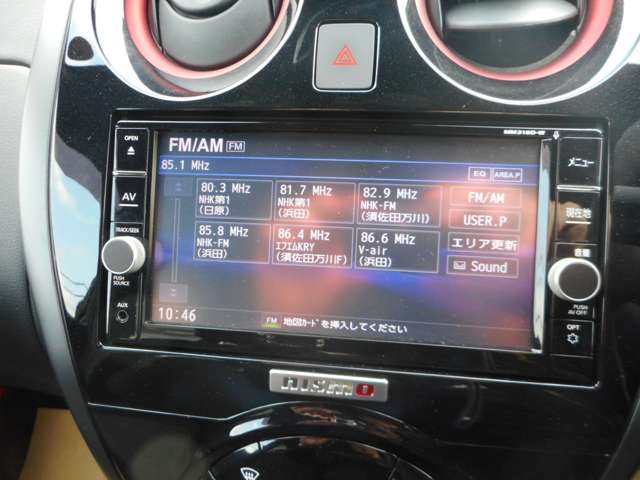 MM316D-W
OPEN
FM/AM FM
メニュー
85.1 MHz
EQ AREA.P
AV
80.3 MHz
NHK第1
(日原)
81.7 MHz
NHK第1
(浜田)
82.9 MHz
NHK-FM
(須佐田万川)
FM/AM
現在地
USER.P
TRACK/SEEK
85.8 MHz
NHK-FM
(浜田)
86.4 MHz
エフエムKRY
(須佐田万川F)
86.6 MHz
V-air
(浜田)
エリア更新
音量
Sound
PUSH
SOURCE
PUSH
AV OFF
AUX
10:46
FM 地図ｶｰﾄﾞを挿入してください
OPT
nismo